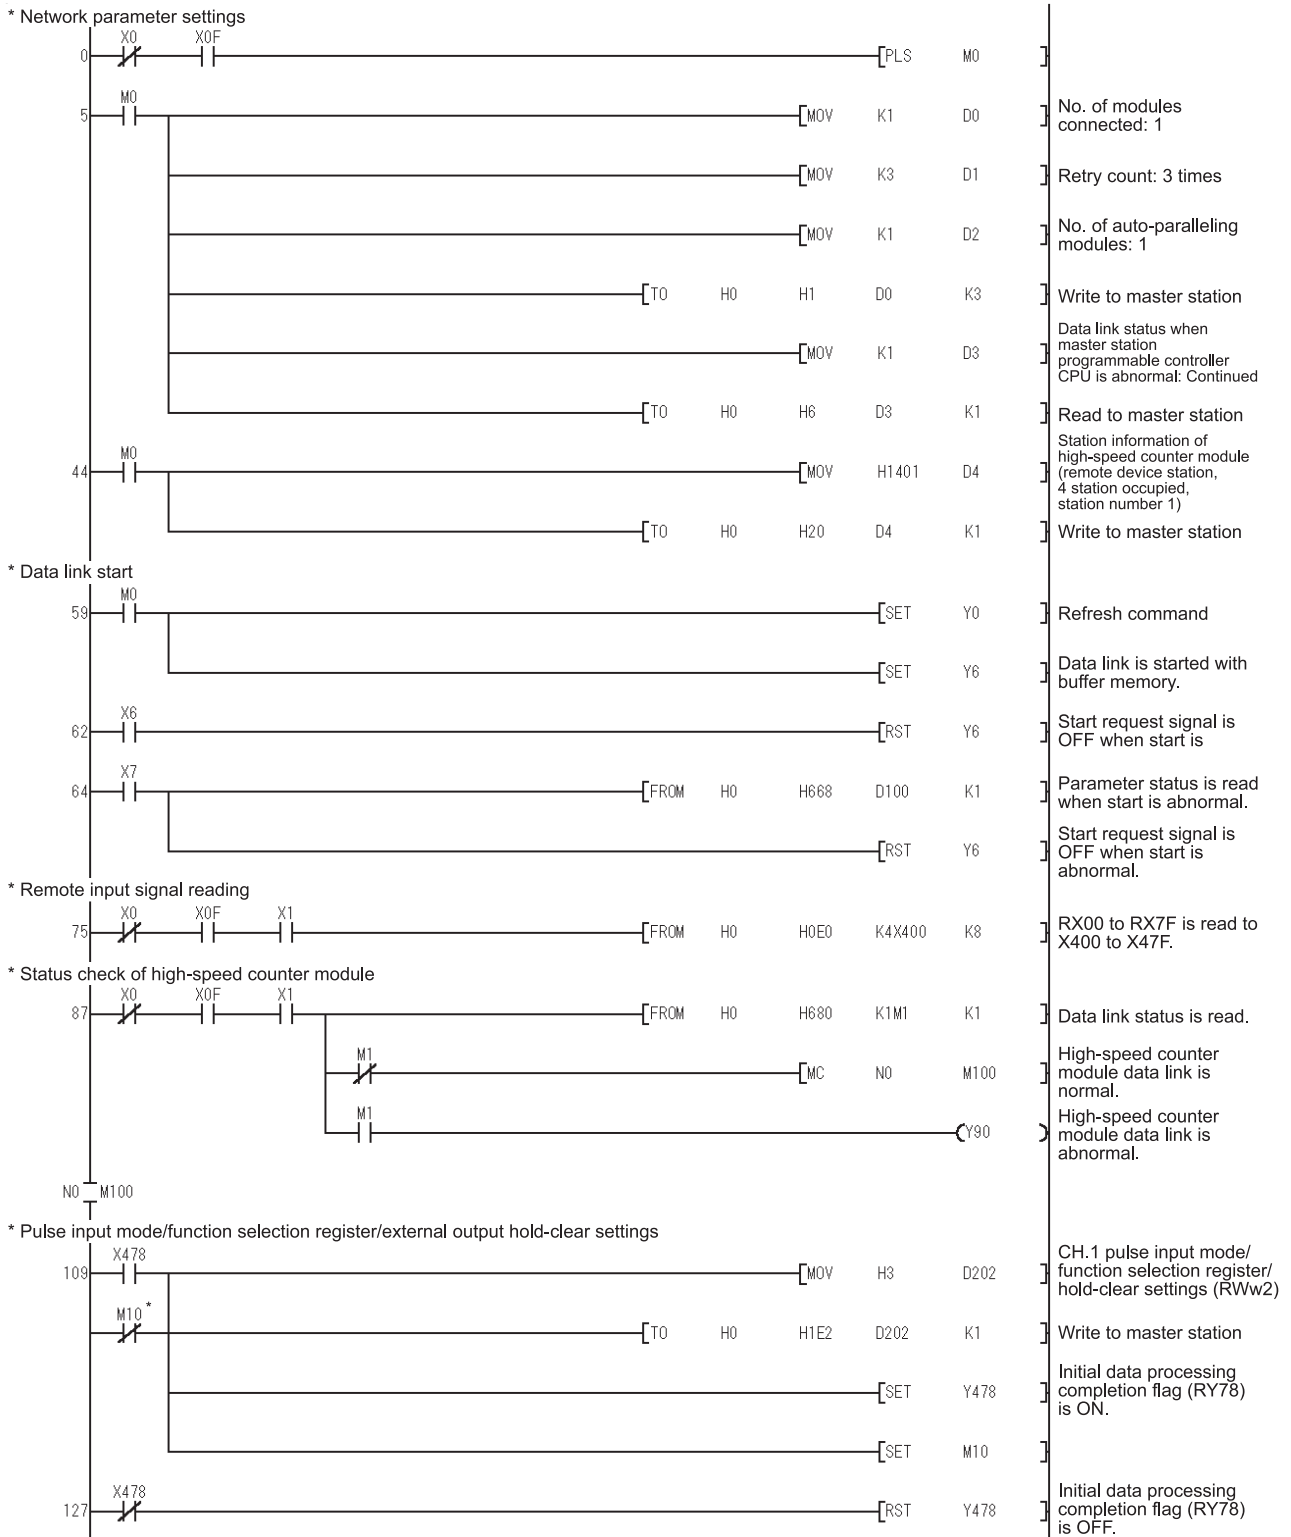 * Network parameter settings
X0 X0F
0 PLS M0
M0
5 MOV K1 D0 No. of modules
connected: 1
MOV K3 D1 Retry count: 3 times
MOV K1 D2 No. of auto-paralleling
modules: 1
TO H0 H1 D0 K3 Write to master station
MOV K1 D3 Data link status when
master station
programmable controller
CPU is abnormal: Continued
TO H0 H6 D3 K1 Read to master station
M0
44 MOV H1401 D4 Station information of
high-speed counter module
(remote device station,
4 station occupied,
station number 1)
TO H0 H20 D4 K1 Write to master station
* Data link start
M0
59 SET Y0 Refresh command
SET Y6 Data link is started with
buffer memory.
X6
62 RST Y6 Start request signal is
OFF when start is
X7
64 FROM H0 H668 D100 K1 Parameter status is read
when start is abnormal.
RST Y6 Start request signal is
OFF when start is
abnormal.
* Remote input signal reading
X0 X0F X1
75 FROM H0 H0E0 K4X400 K8 RX00 to RX7F is read to
X400 to X47F.
* Status check of high-speed counter module
X0 X0F X1
87 FROM H0 H680 K1M1 K1 Data link status is read.
M1
MC N0 M100 High-speed counter
module data link is
normal.
M1
Y90 High-speed counter
module data link is
abnormal.
N0 M100
* Pulse input mode/function selection register/external output hold-clear settings
X478
109 MOV H3 D202 CH.1 pulse input mode/
function selection register/
hold-clear settings (RWw2)
M10 *
TO H0 H1E2 D202 K1 Write to master station
SET Y478 Initial data processing
completion flag (RY78)
is ON.
SET M10
X478
127 RST Y478 Initial data processing
completion flag (RY78)
is OFF.